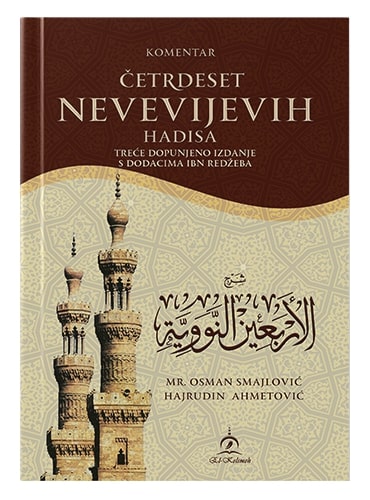 KOMENTAR
ČETRDESET
NEVEVIJEVIH
HADISA
TREĆE DOPUNJENO IZDANJE
S DODACIMA IBN REDŽEBA
شرح
الأربعين النووية
MR. OSMAN SMAJLOVIĆ
HAJRUDIN AHMETOVIĆ
El-Kelimeh